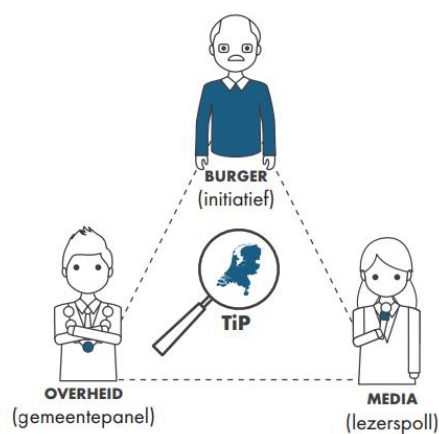 BURGER
(initiatief)
TiP
OVERHEID
(gemeentepanel)
MEDIA
(lezerspoll)